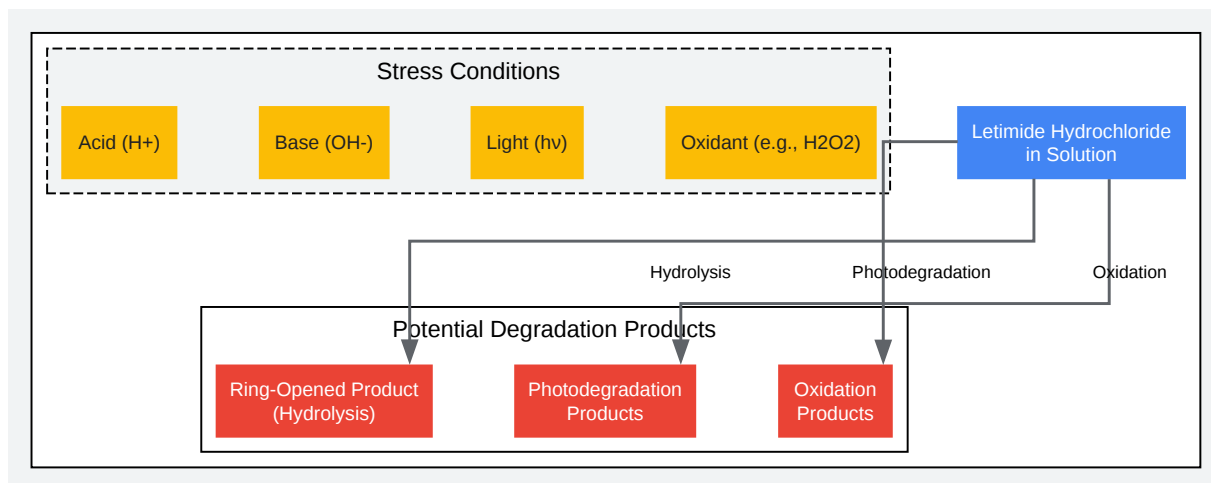 Stress Conditions
Acid (H+)
Base (OH-)
Light (hν)
Oxidant (e.g., H2O2)
Letimide Hydrochloride
in Solution
Hydrolysis
Photodegradation
Oxidation
Potential Degradation Products
Ring-Opened Product
(Hydrolysis)
Photodegradation
Products
Oxidation
Products